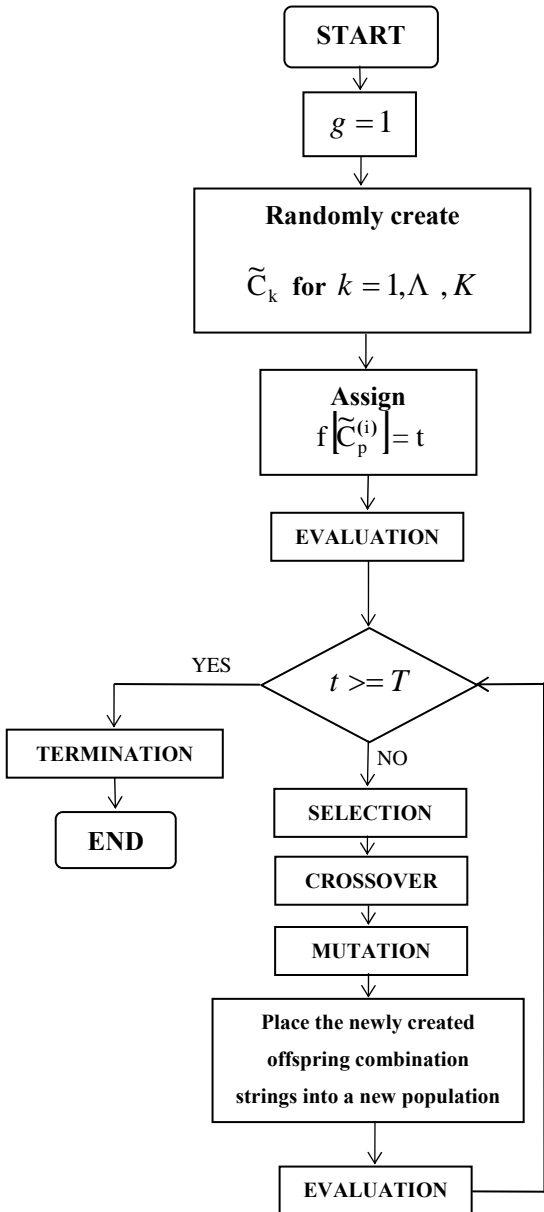 START
g = 1
Randomly create
C̃k for k = 1,Λ , K
Assign
f[C̃p(i)] = t
EVALUATION
t >= T
YES
NO
TERMINATION
END
SELECTION
CROSSOVER
MUTATION
Place the newly created
offspring combination
strings into a new population
EVALUATION